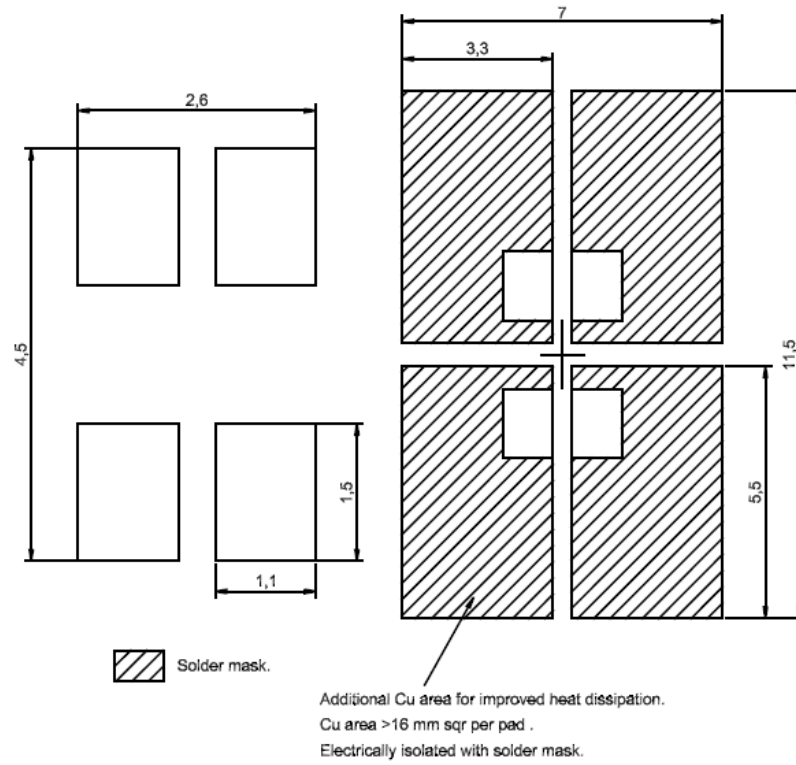 7
3,3
2,6
4,5
11,5
1,5
5,5
1,1
Solder mask.
Additional Cu area for improved heat dissipation.
Cu area >16 mm sqr per pad .
Electrically isolated with solder mask.